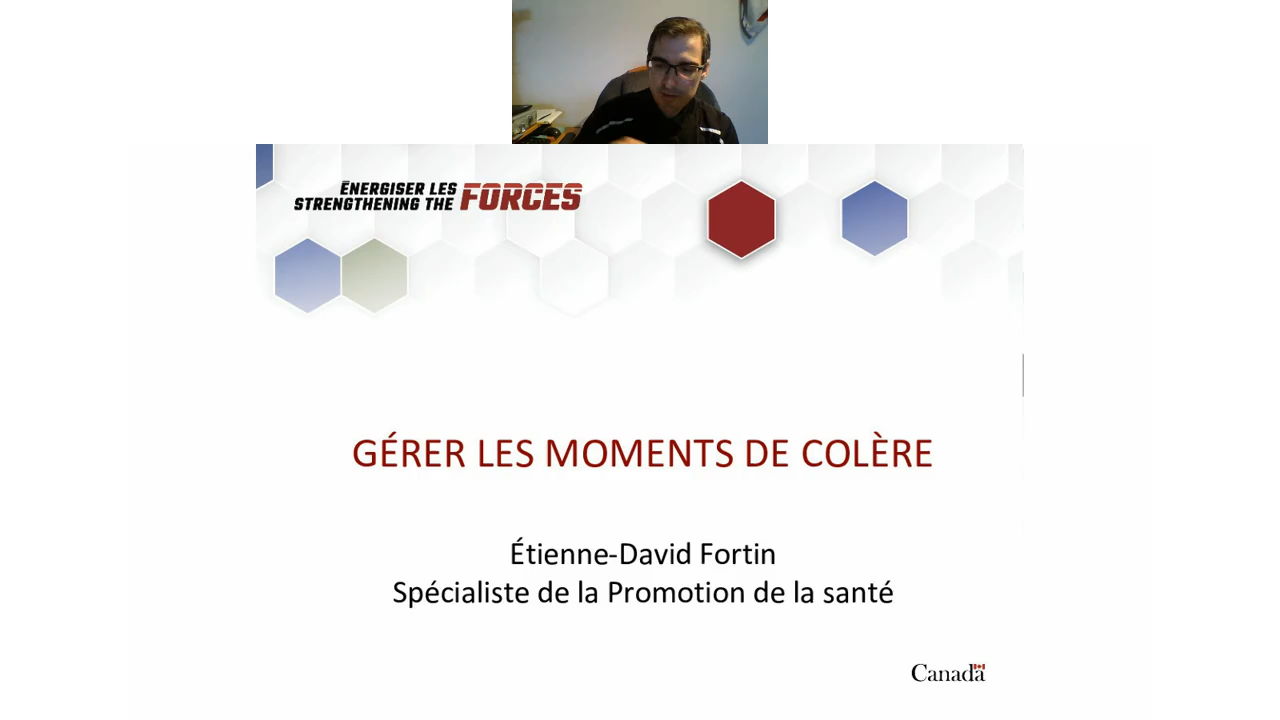 ÉNERGISER LES
STRENGTHENING THE FORCES
GÉRER LES MOMENTS DE COLÈRE
Étienne-David Fortin
Spécialiste de la Promotion de la santé
Canada